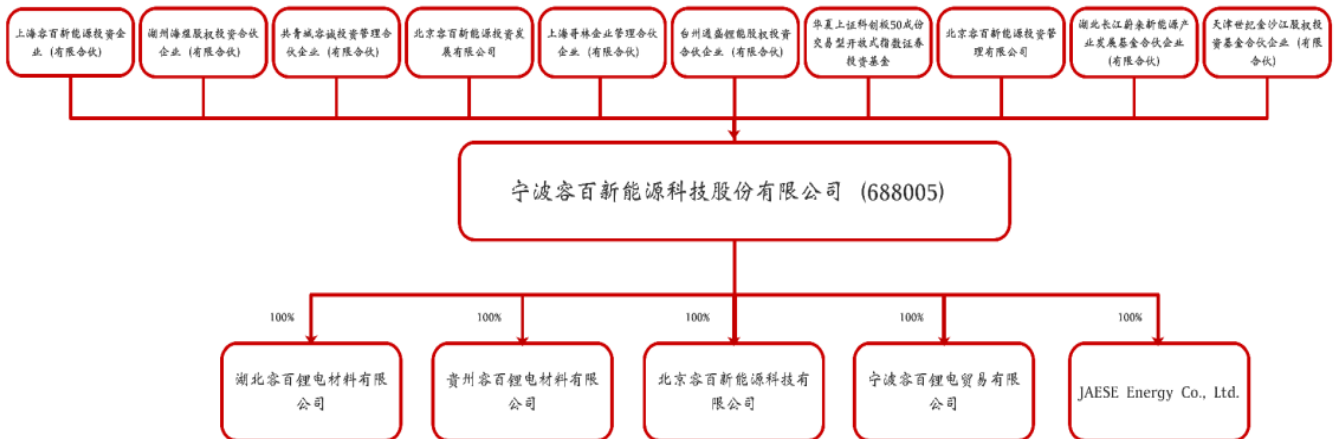 上海容百新能源投资企
业（有限合伙）
湖州海煜股权投资合伙
企业（有限合伙）
共青城容诚投资管理合
伙企业（有限合伙）
北京容百新能源投资发
展有限公司
上海哥林企业管理合伙
企业（有限合伙）
台州通盛锂能股权投资
合伙企业（有限合伙）
华夏上证科创板50成份
交易型开放式指数证券
投资基金
北京容百新能源投资管
理有限公司
湖北长江蔚来新能源产
业发展基金合伙企业
（有限合伙）
天津世纪金沙江股权投
资基金合伙企业（有限
合伙）
宁波容百新能源科技股份有限公司（688005）
100%
100%
100%
100%
100%
湖北容百锂电材料有限
公司
贵州容百锂电材料有限
公司
北京容百新能源科技有
限公司
宁波容百锂电贸易有限
公司
JAESE Energy Co., Ltd.